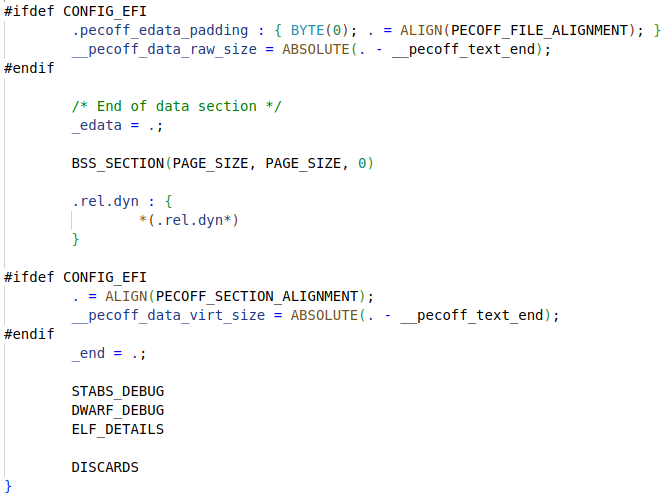 #ifdef CONFIG_EFI
        .pecoff_edata_padding : { BYTE(0); . = ALIGN(PECOFF_FILE_ALIGNMENT); }
        __pecoff_data_raw_size = ABSOLUTE(. - __pecoff_text_end);
#endif

        /* End of data section */
        _edata = .;

        BSS_SECTION(PAGE_SIZE, PAGE_SIZE, 0)

        .rel.dyn : {
                *(.rel.dyn*)
        }

#ifdef CONFIG_EFI
        . = ALIGN(PECOFF_SECTION_ALIGNMENT);
        __pecoff_data_virt_size = ABSOLUTE(. - __pecoff_text_end);
#endif
        _end = .;

        STABS_DEBUG
        DWARF_DEBUG
        ELF_DETAILS

        DISCARDS
}